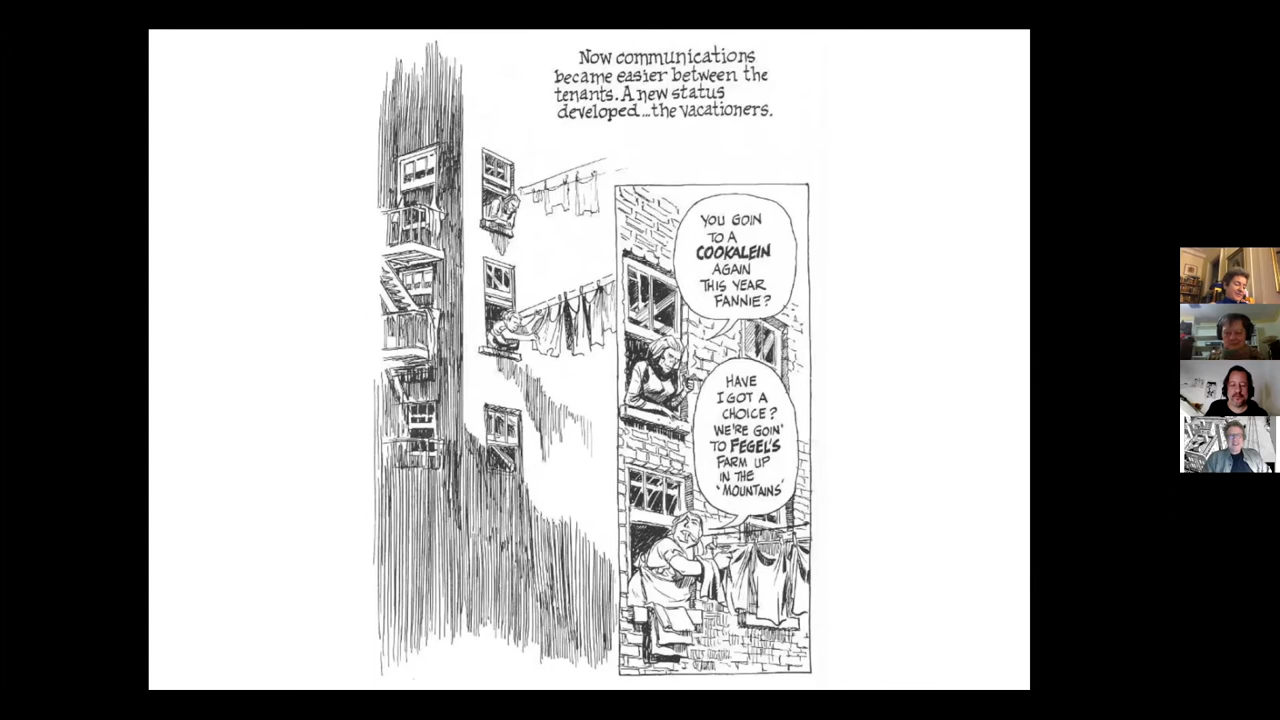 Now communications
became easier between the
tenants. A new status
developed...the vacationers.
YOU GOIN
TO A
COOKALEIN
AGAIN
THIS YEAR
FANNIE?
HAVE
I GOT A
CHOICE?
WE'RE GOIN'
TO FEGEL'S
FARM UP
IN THE
'MOUNTAINS'